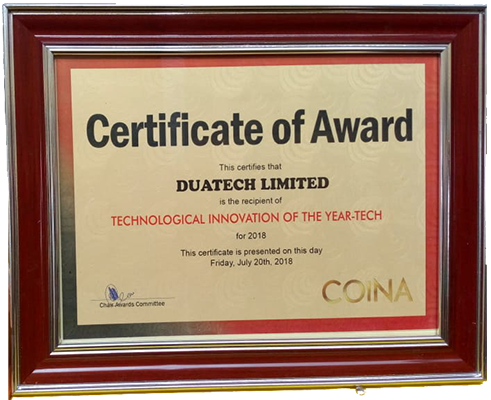 Certificate of Award
This certifies that
DUATECH LIMITED
is the recipient of
TECHNOLOGICAL INNOVATION OF THE YEAR-TECH
for 2018
This certificate is presented on this day
Friday, July 20th, 2018
Chair, Awards Committee
COINA